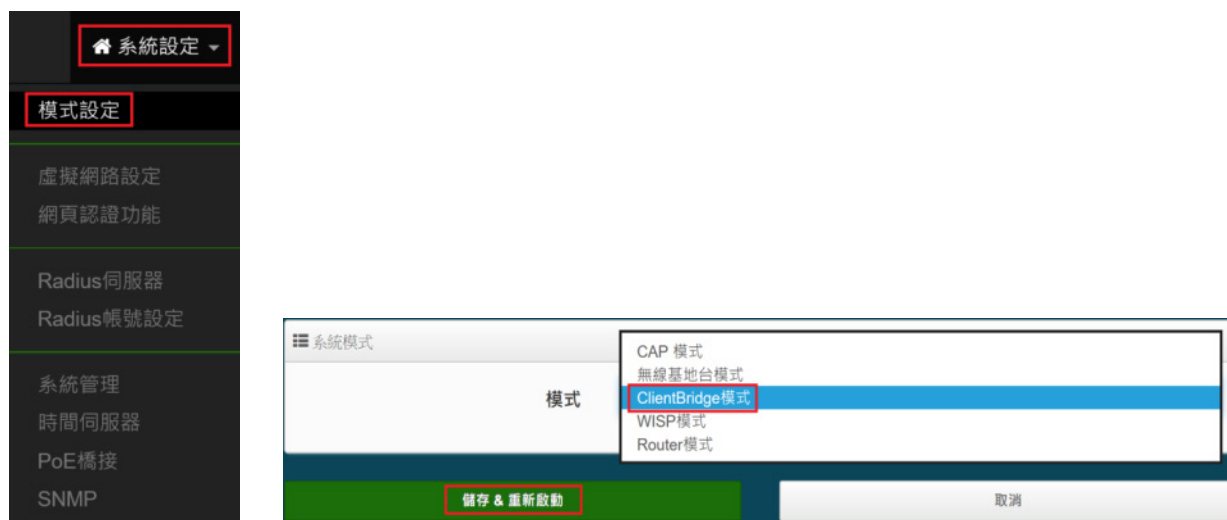 系統設定
模式設定
虛擬網路設定
網頁認證功能
Radius伺服器
Radius帳號設定
系統管理
時間伺服器
PoE橋接
SNMP
系統模式
模式
CAP 模式
無線基地台模式
ClientBridge模式
WISP模式
Router模式
儲存 & 重新啟動
取消